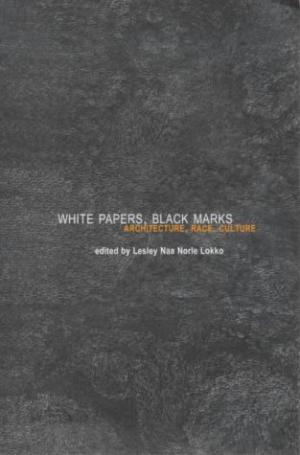 WHITE PAPERS, BLACK MARKS
ARCHITECTURE, RACE, CULTURE
edited by Lesley Naa Norle Lokko